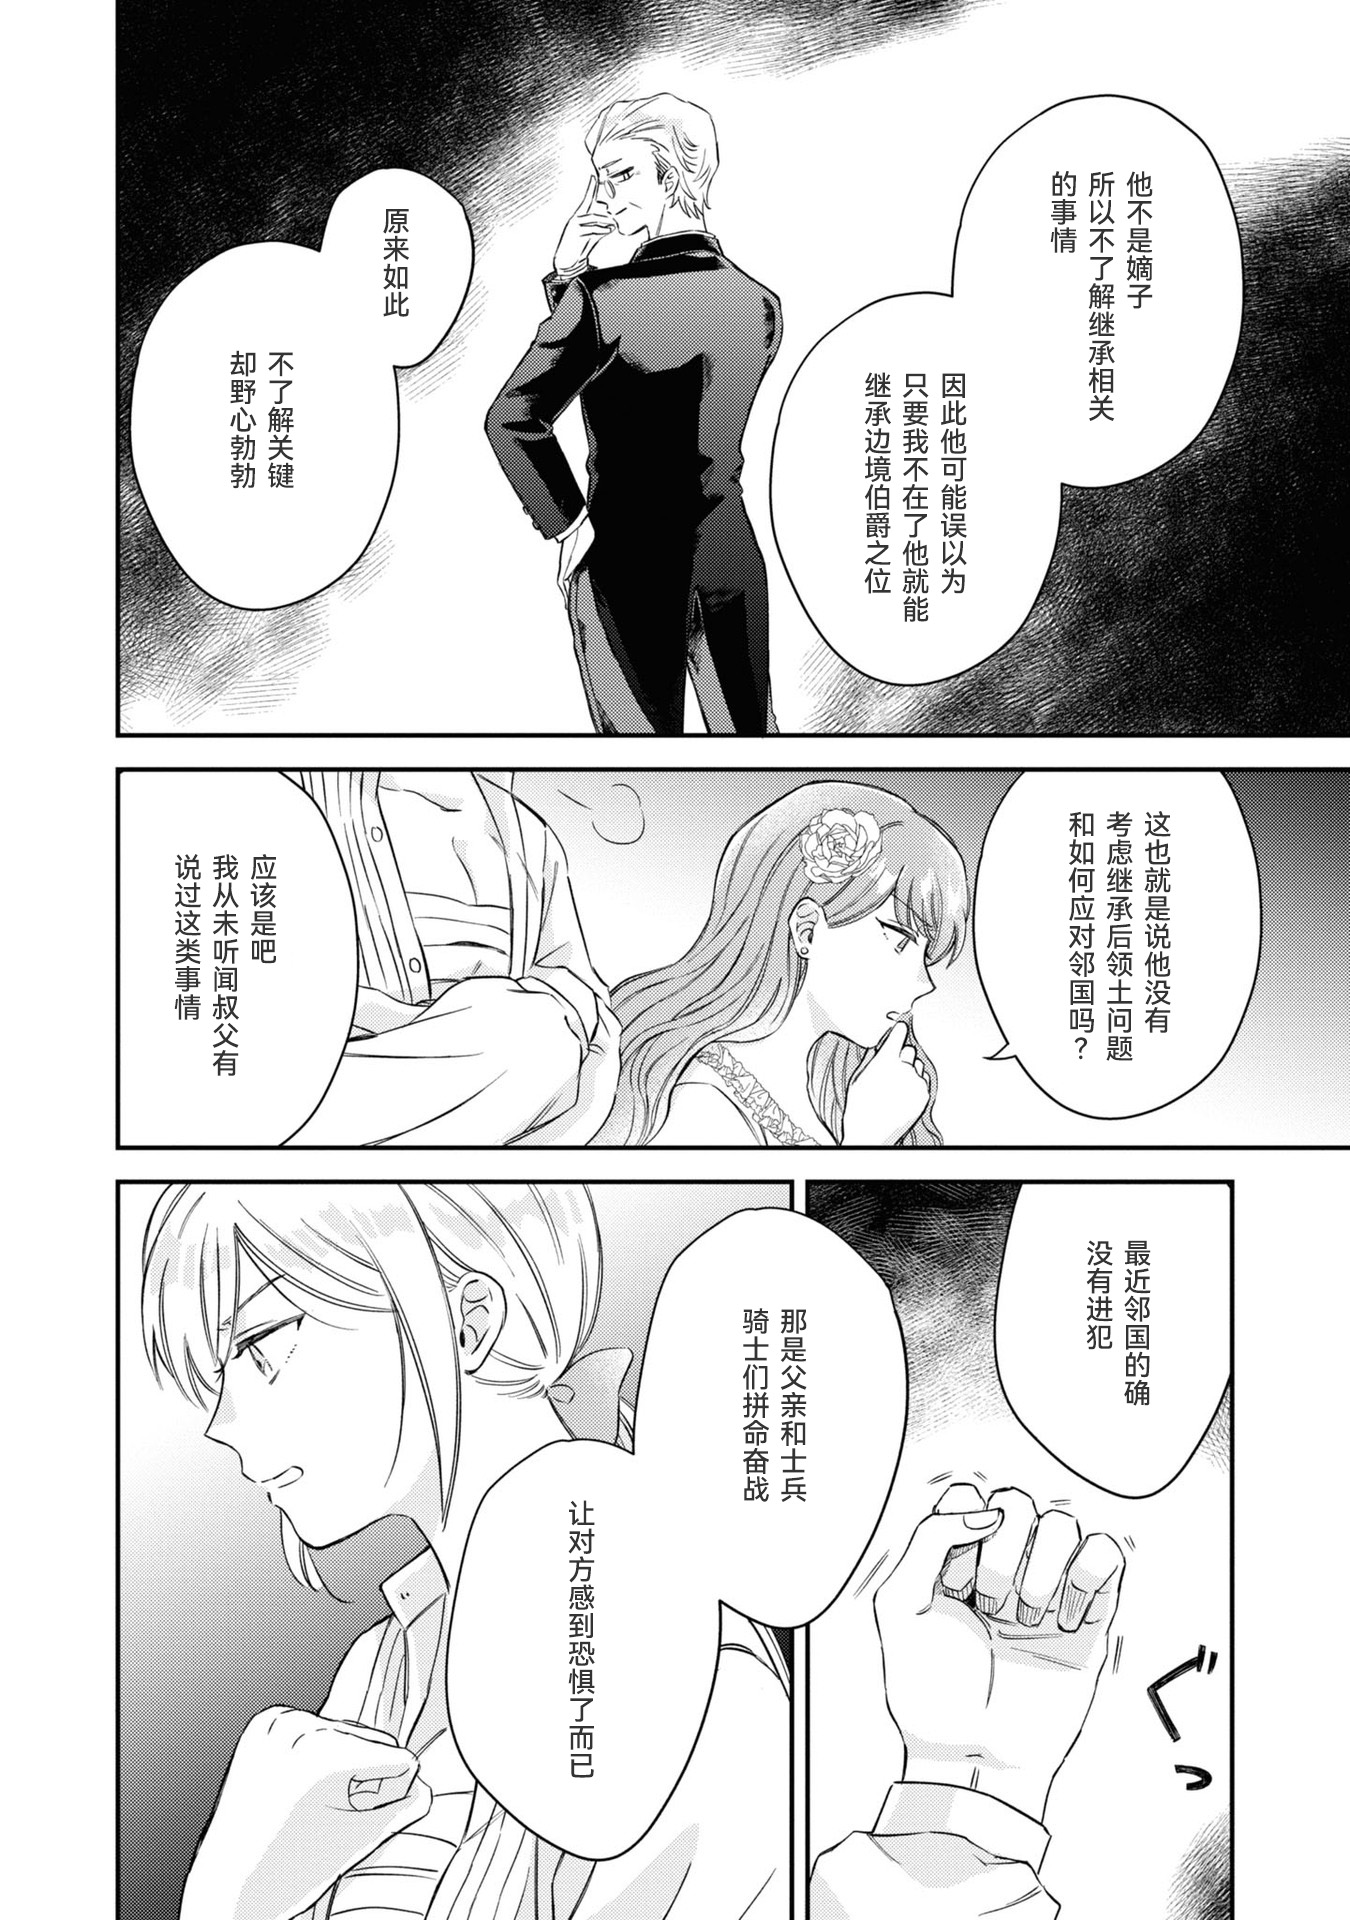 他不是嫡子
所以不了解继承相关
的事情
因此他可能误以为
只要我不在了他就能
继承边境伯爵之位
原来如此
不了解关键
却野心勃勃
这也就是说他没有
考虑继承后领土问题
和如何应对邻国吗？
应该是吧
我从未听闻叔父有
说过这类事情
最近邻国的确
没有进犯
ぐっ
那是父亲和士兵
骑士们拼命奋战
让对方感到恐惧了而已